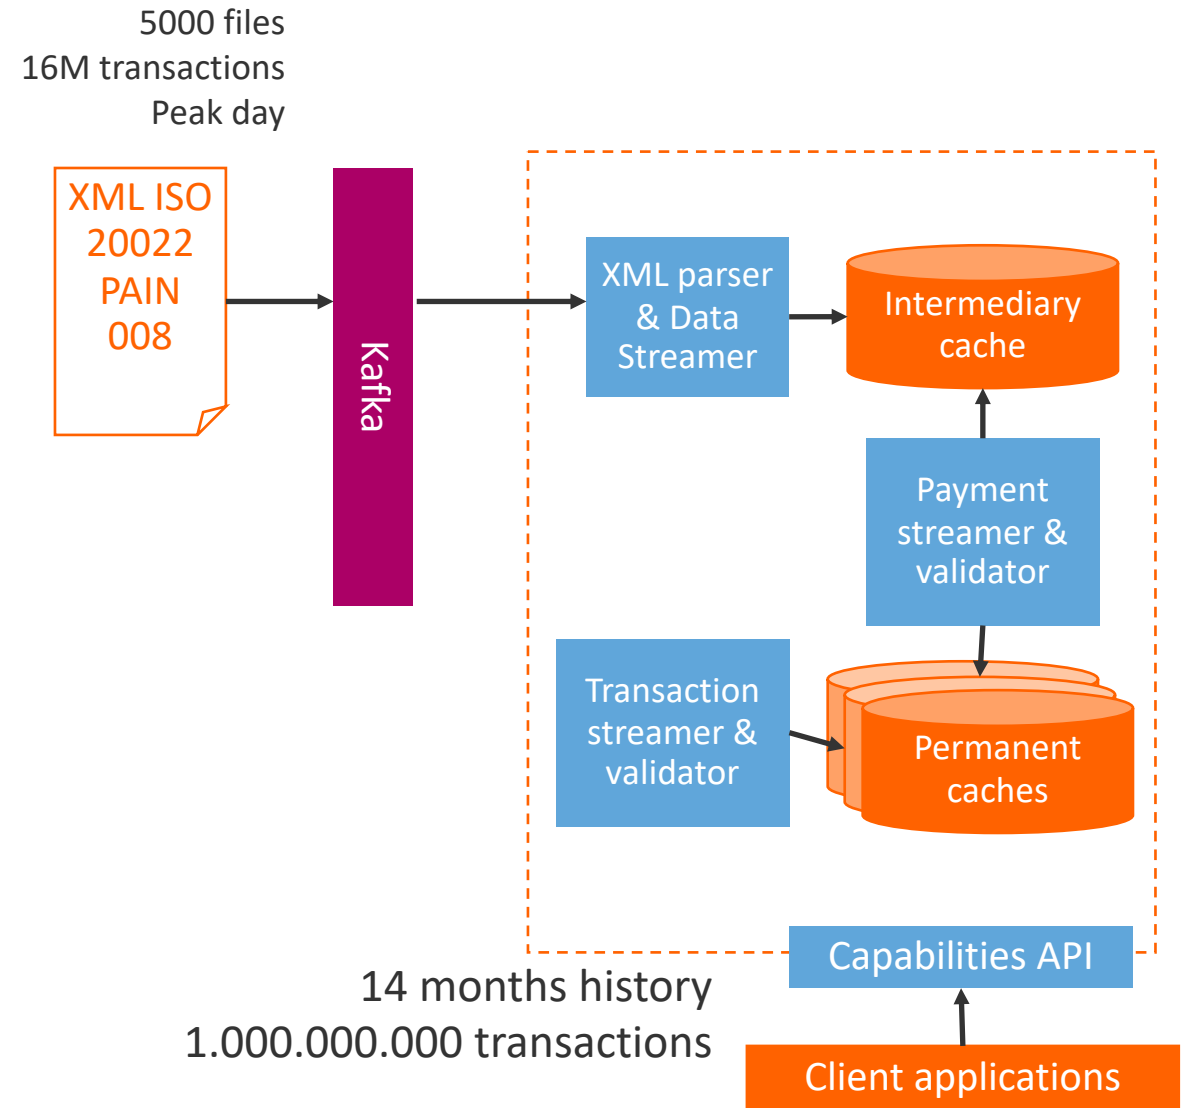 5000 files
16M transactions
Peak day
XML ISO
20022
PAIN
008
Kafka
XML parser
& Data
Streamer
Intermediary
cache
Payment
streamer &
validator
Transaction
streamer &
validator
Permanent
caches
Capabilities API
14 months history
1.000.000.000 transactions
Client applications